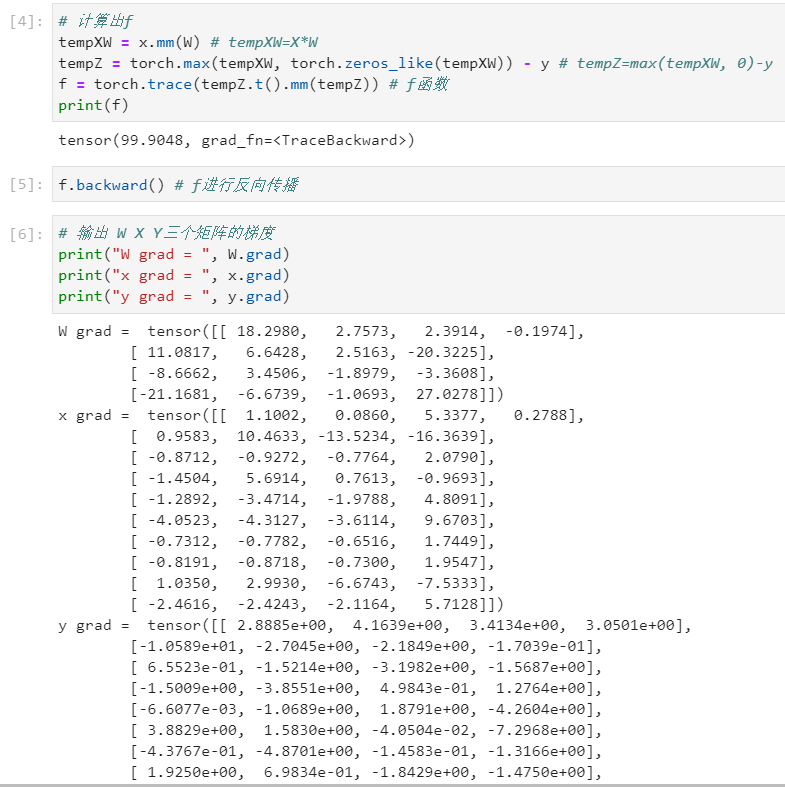 [4]: # 计算出f
tempXW = x.mm(W) # tempXW=X*W
tempZ = torch.max(tempXW, torch.zeros_like(tempXW)) - y # tempZ=max(tempXW, 0)-y
f = torch.trace(tempZ.t().mm(tempZ)) # f函数
print(f)
tensor(99.9048, grad_fn=<TraceBackward>)
[5]: f.backward() # f进行反向传播
[6]: # 输出 W X Y三个矩阵的梯度
print("W grad = ", W.grad)
print("x grad = ", x.grad)
print("y grad = ", y.grad)
W grad =  tensor([[ 18.2980,   2.7573,   2.3914,  -0.1974],
[ 11.0817,   6.6428,   2.5163, -20.3225],
[ -8.6662,   3.4506,  -1.8979,  -3.3608],
[-21.1681,  -6.6739,  -1.0693,  27.0278]])
x grad =  tensor([[  1.1002,   0.0860,   5.3377,   0.2788],
[  0.9583,  10.4633, -13.5234, -16.3639],
[ -0.8712,  -0.9272,  -0.7764,   2.0790],
[ -1.4504,   5.6914,   0.7613,  -0.9693],
[ -1.2892,  -3.4714,  -1.9788,   4.8091],
[ -4.0523,  -4.3127,  -3.6114,   9.6703],
[ -0.7312,  -0.7782,  -0.6516,   1.7449],
[ -0.8191,  -0.8718,  -0.7300,   1.9547],
[  1.0350,   2.9930,  -6.6743,  -7.5333],
[ -2.4616,  -2.4243,  -2.1164,   5.7128]])
y grad =  tensor([[ 2.8885e+00,  4.1639e+00,  3.4134e+00,  3.0501e+00],
[-1.0589e+01, -2.7045e+00, -2.1849e+00, -1.7039e-01],
[ 6.5523e-01, -1.5214e+00, -3.1982e+00, -1.5687e+00],
[-1.5009e+00, -3.8551e+00,  4.9843e-01,  1.2764e+00],
[-6.6077e-03, -1.0689e+00,  1.8791e+00, -4.2604e+00],
[ 3.8829e+00,  1.5830e+00, -4.0504e-02, -7.2968e+00],
[-4.3767e-01, -4.8701e+00, -1.4583e-01, -1.3166e+00],
[ 1.9250e+00,  6.9834e-01, -1.8429e+00, -1.4750e+00],